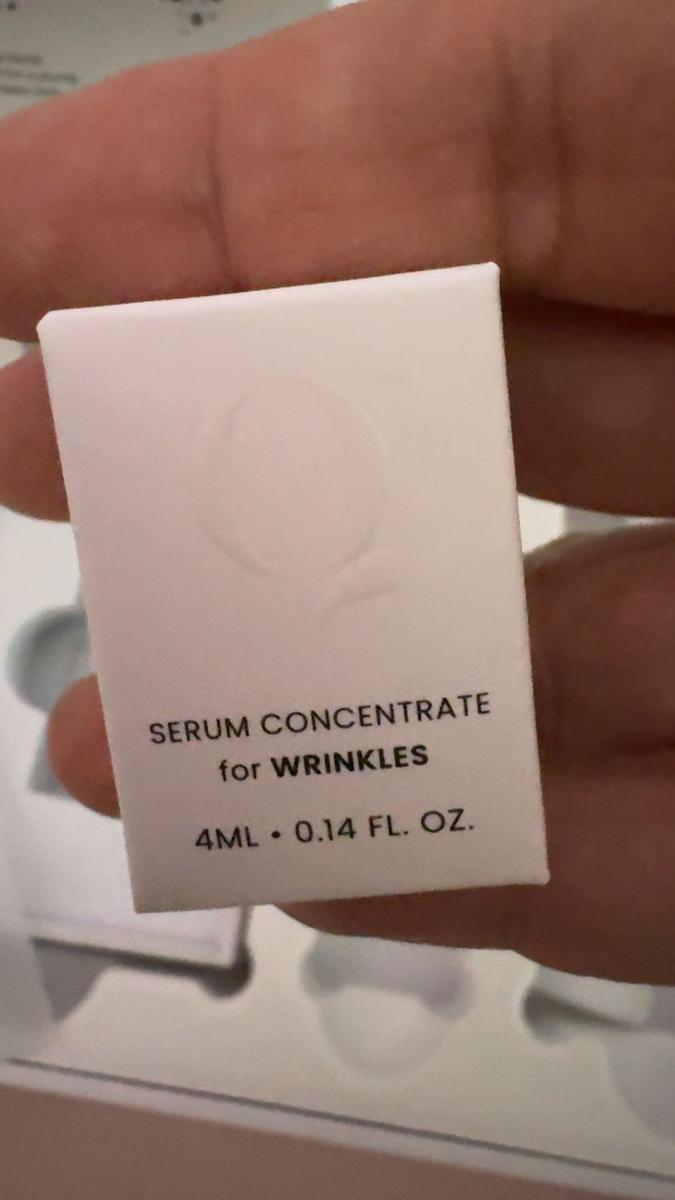 Q
SERUM CONCENTRATE
for WRINKLES
4ML • 0.14 FL. OZ.